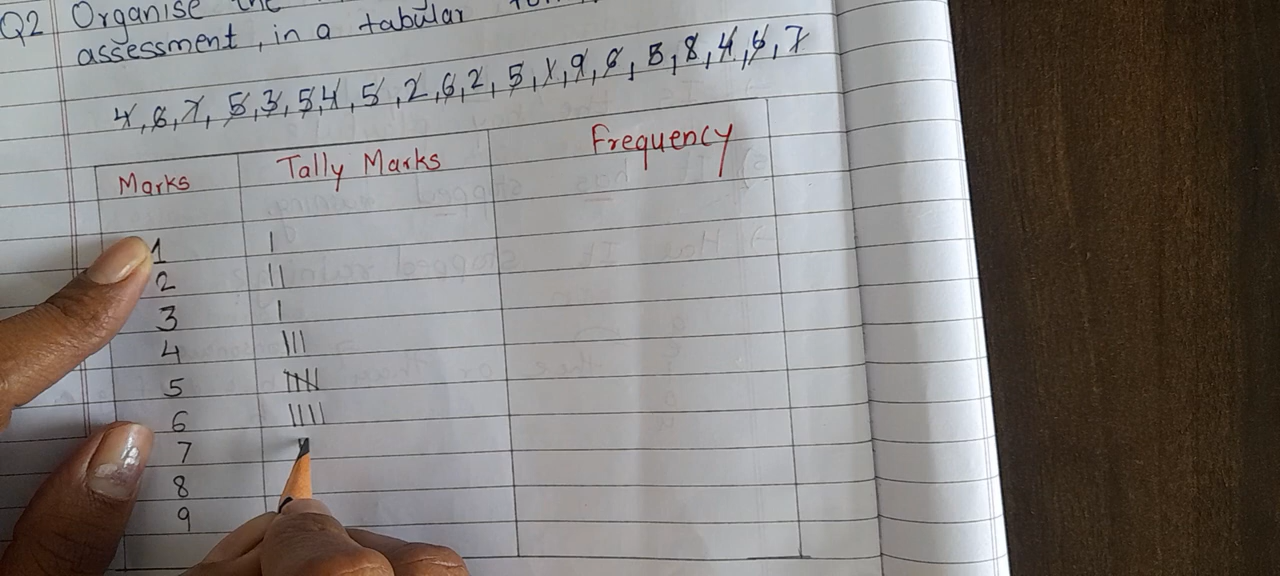 Q2 Organise the
assessment, in a tabular
4, 6, 7, 5, 3, 5, 4, 5, 2, 6, 2, 5, 1, 9, 6, 5, 8, 4, 6, 7
Marks Tally Marks Frequency
1 |
2 ||
3 |
4 |||
5 ||||
6 ||||
7
8
9